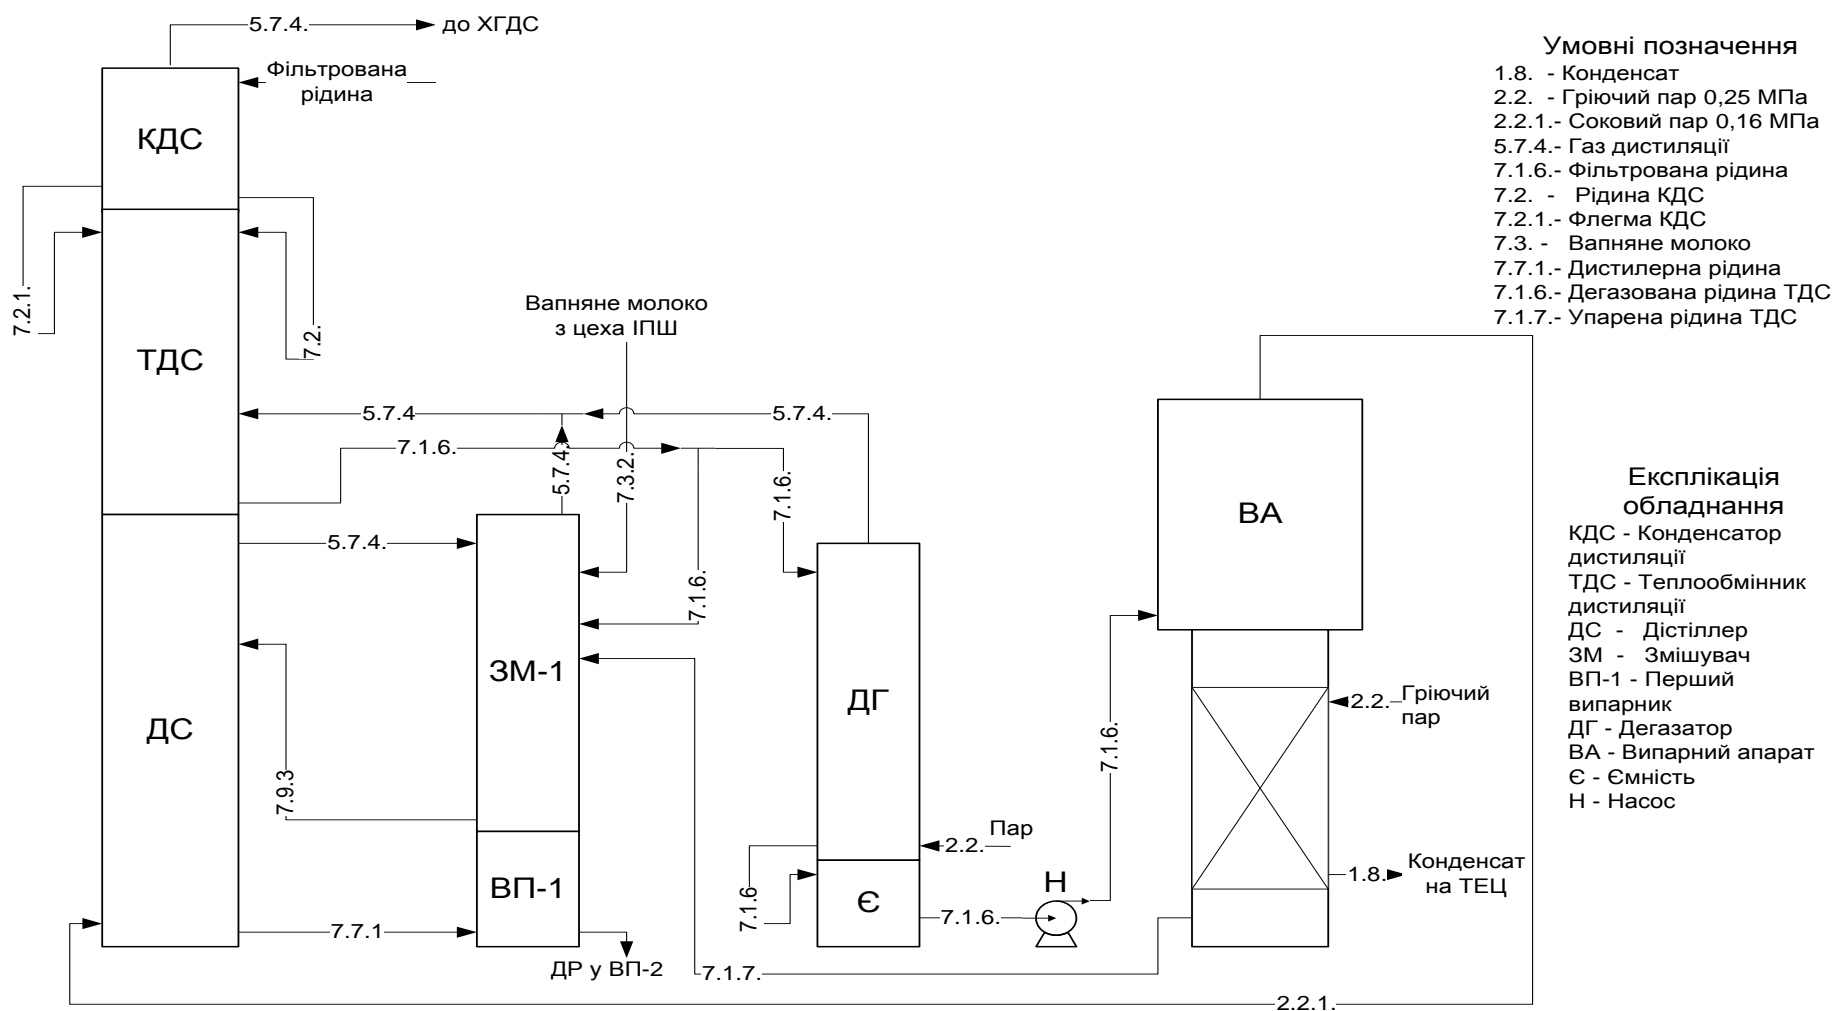 5.7.4.
до ХГДС
Фільтрована
рідина
КДС
7.2.1.
7.2.
ТДС
Вапняне молоко
з цеха ІПШ
5.7.4
5.7.4.
7.1.6.
5.7.4.
7.3.2.
7.1.6.
5.7.4.
7.1.6.
ЗМ-1
ДС
7.9.3
ВП-1
7.7.1
ДР у ВП-2
ДГ
Пар
2.2.
7.1.6
Є
7.1.6.
Н
7.1.6.
7.1.7.
ВА
2.2.
Гріючий
пар
1.8.
Конденсат
на ТЕЦ
2.2.1.
Умовні позначення
1.8. - Конденсат
2.2. - Гріючий пар 0,25 МПа
2.2.1.- Соковий пар 0,16 МПа
5.7.4.- Газ дистиляції
7.1.6.- Фільтрована рідина
7.2. - Рідина КДС
7.2.1.- Флегма КДС
7.3. - Вапняне молоко
7.7.1.- Дистилерна рідина
7.1.6.- Дегазована рідина ТДС
7.1.7.- Упарена рідина ТДС
Експлікація
обладнання
КДС - Конденсатор
дистиляції
ТДС - Теплообмінник
дистиляції
ДС - Дістіллер
ЗМ - Змішувач
ВП-1 - Перший
випарник
ДГ - Дегазатор
ВА - Випарний апарат
Є - Ємність
Н - Насос